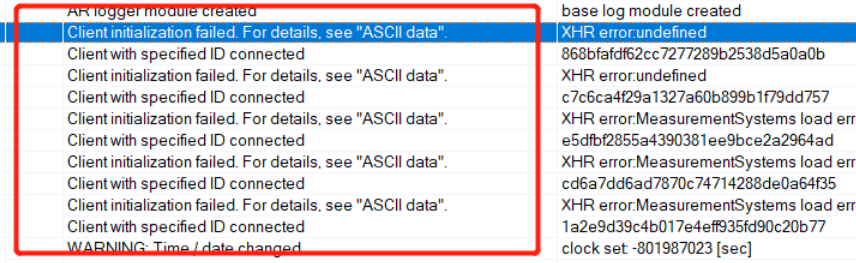 AR logger module created base log module created
Client initialization failed. For details, see "ASCII data". XHR error:undefined
Client with specified ID connected 868bfafdf62cc7277289b2538d5a0a0b
Client initialization failed. For details, see "ASCII data". XHR error:undefined
Client with specified ID connected c7c6ca4f29a1327a60b899b1f79dd757
Client initialization failed. For details, see "ASCII data". XHR error:MeasurementSystems load err
Client with specified ID connected e5dfbf2855a4390381ee9bce2a2964ad
Client initialization failed. For details, see "ASCII data". XHR error:MeasurementSystems load err
Client with specified ID connected cd6a7dd6ad7870c74714288de0a64f35
Client initialization failed. For details, see "ASCII data". XHR error:MeasurementSystems load err
Client with specified ID connected 1a2e9d39c4b017e4eff935fd90c20b77
WARNING: Time / date changed clock set: -801987023 [sec]